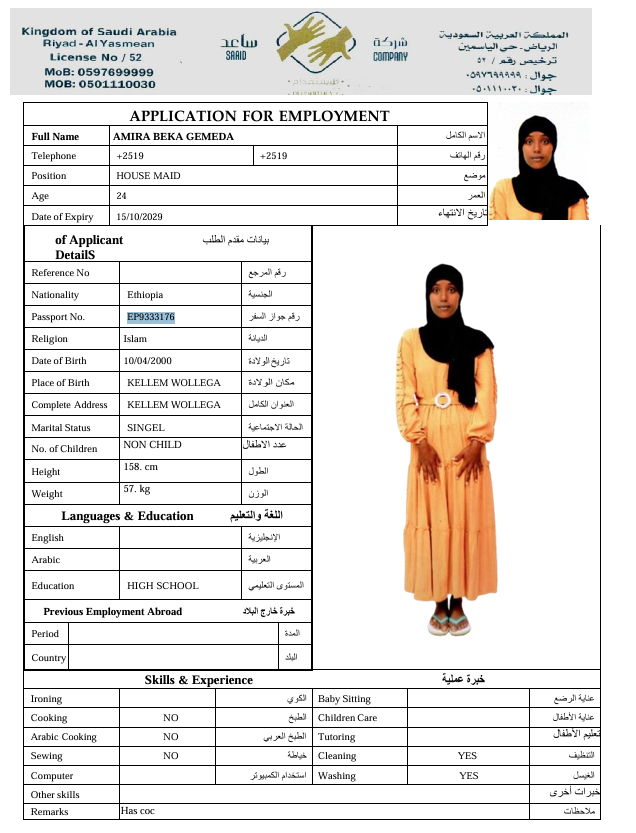 Kingdom of Saudi Arabia
Riyad - Al Yasmean
License No / 52
MoB: 0597699999
MOB: 0501110030
ساعد
SAAID
شركة
COMPANY
المملكة العربية السعودية
الرياض - حي الياسمين
ترخيص رقم / ٥٢
جوال : ٠٥٩٧٦٩٩٩٩٩
جوال : ٠٥٠١١١٠٠٣٠
APPLICATION FOR EMPLOYMENT
Full Name AMIRA BEKA GEMEDA الاسم الكامل
Telephone +2519 +2519 رقم الهاتف
Position HOUSE MAID موضع
Age 24 العمر
Date of Expiry 15/10/2029 تاريخ الانتهاء
of Applicant بيانات مقدم الطلب
DetailS
Reference No رقم المرجع
Nationality Ethiopia الجنسية
Passport No. EP9333176 رقم جواز السفر
Religion Islam الديانة
Date of Birth 10/04/2000 تاريخ الولادة
Place of Birth KELLEM WOLLEGA مكان الولادة
Complete Address KELLEM WOLLEGA العنوان الكامل
Marital Status SINGEL الحالة الاجتماعية
No. of Children NON CHILD عدد الاطفال
Height 158. cm الطول
Weight 57. kg الوزن
Languages & Education اللغة والتعليم
English الإنجليزية
Arabic العربية
Education HIGH SCHOOL المستوى التعليمي
Previous Employment Abroad خبرة خارج البلاد
Period المدة
Country البلد
Skills & Experience خبرة عملية
Ironing الكوي Baby Sitting عناية الرضع
Cooking NO الطبخ Children Care عناية الأطفال
Arabic Cooking NO الطبخ العربي Tutoring تعليم الأطفال
Sewing NO خياطة Cleaning YES التنظيف
Computer استخدام الكمبيوتر Washing YES الغيسل
Other skills خبرات أخرى
Remarks Has coc ملاحظات